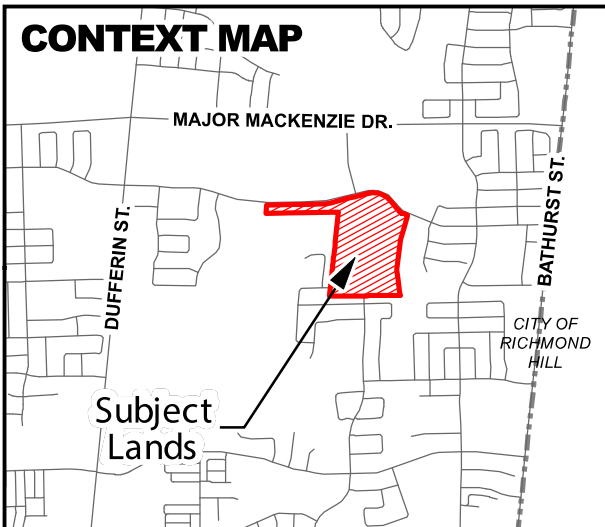 CONTEXT MAP
MAJOR MACKENZIE DR.
DUFFERIN ST.
BATHURST ST.
CITY OF
RICHMOND
HILL
Subject
Lands